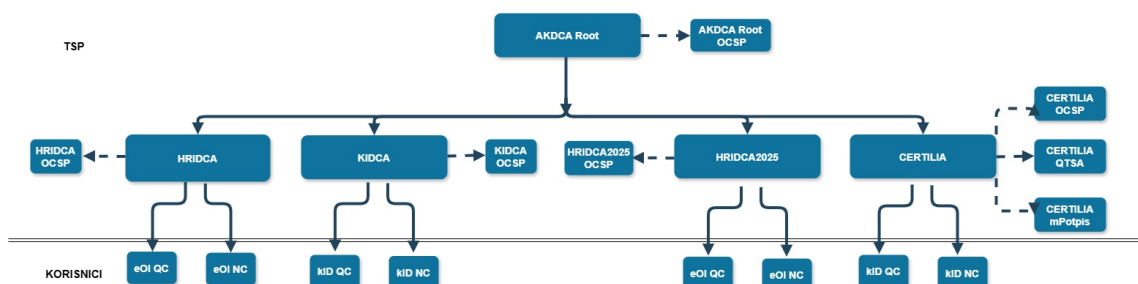 TSP
AKDCA Root
AKDCA Root
OCSP
HRIDCA
OCSP
HRIDCA
KIDCA
KIDCA
OCSP
HRIDCA2025
OCSP
HRIDCA2025
CERTILIA
CERTILIA
OCSP
CERTILIA
QTSA
CERTILIA
mPotpis
KORISNICI
eOI QC
eOI NC
kID QC
kID NC
eOI QC
eOI NC
kID QC
kID NC